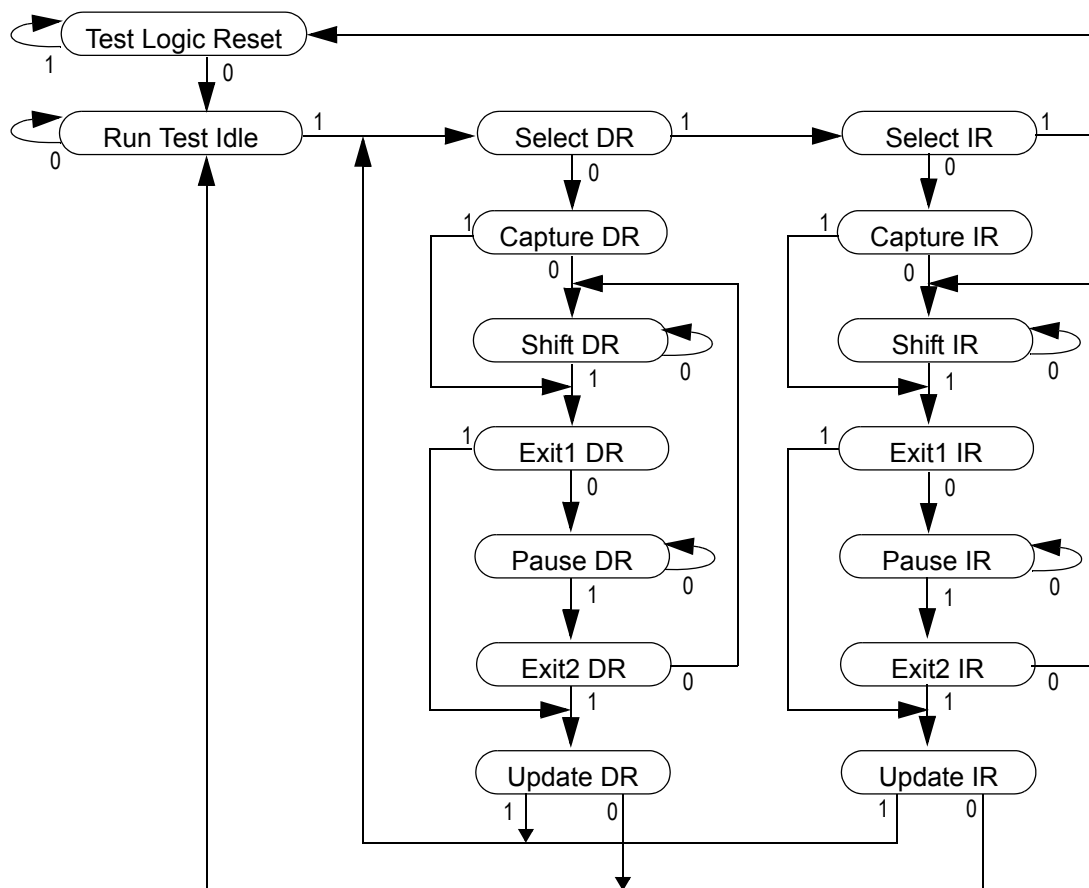 Test Logic Reset
1
0
Run Test Idle
0
1
Select DR
1
0
Select IR
1
0
1
Capture DR
0
1
Capture IR
0
Shift DR
0
1
Shift IR
0
1
1
Exit1 DR
0
1
Exit1 IR
0
Pause DR
0
1
Pause IR
0
1
Exit2 DR
0
1
Exit2 IR
0
1
Update DR
1
0
Update IR
1
0